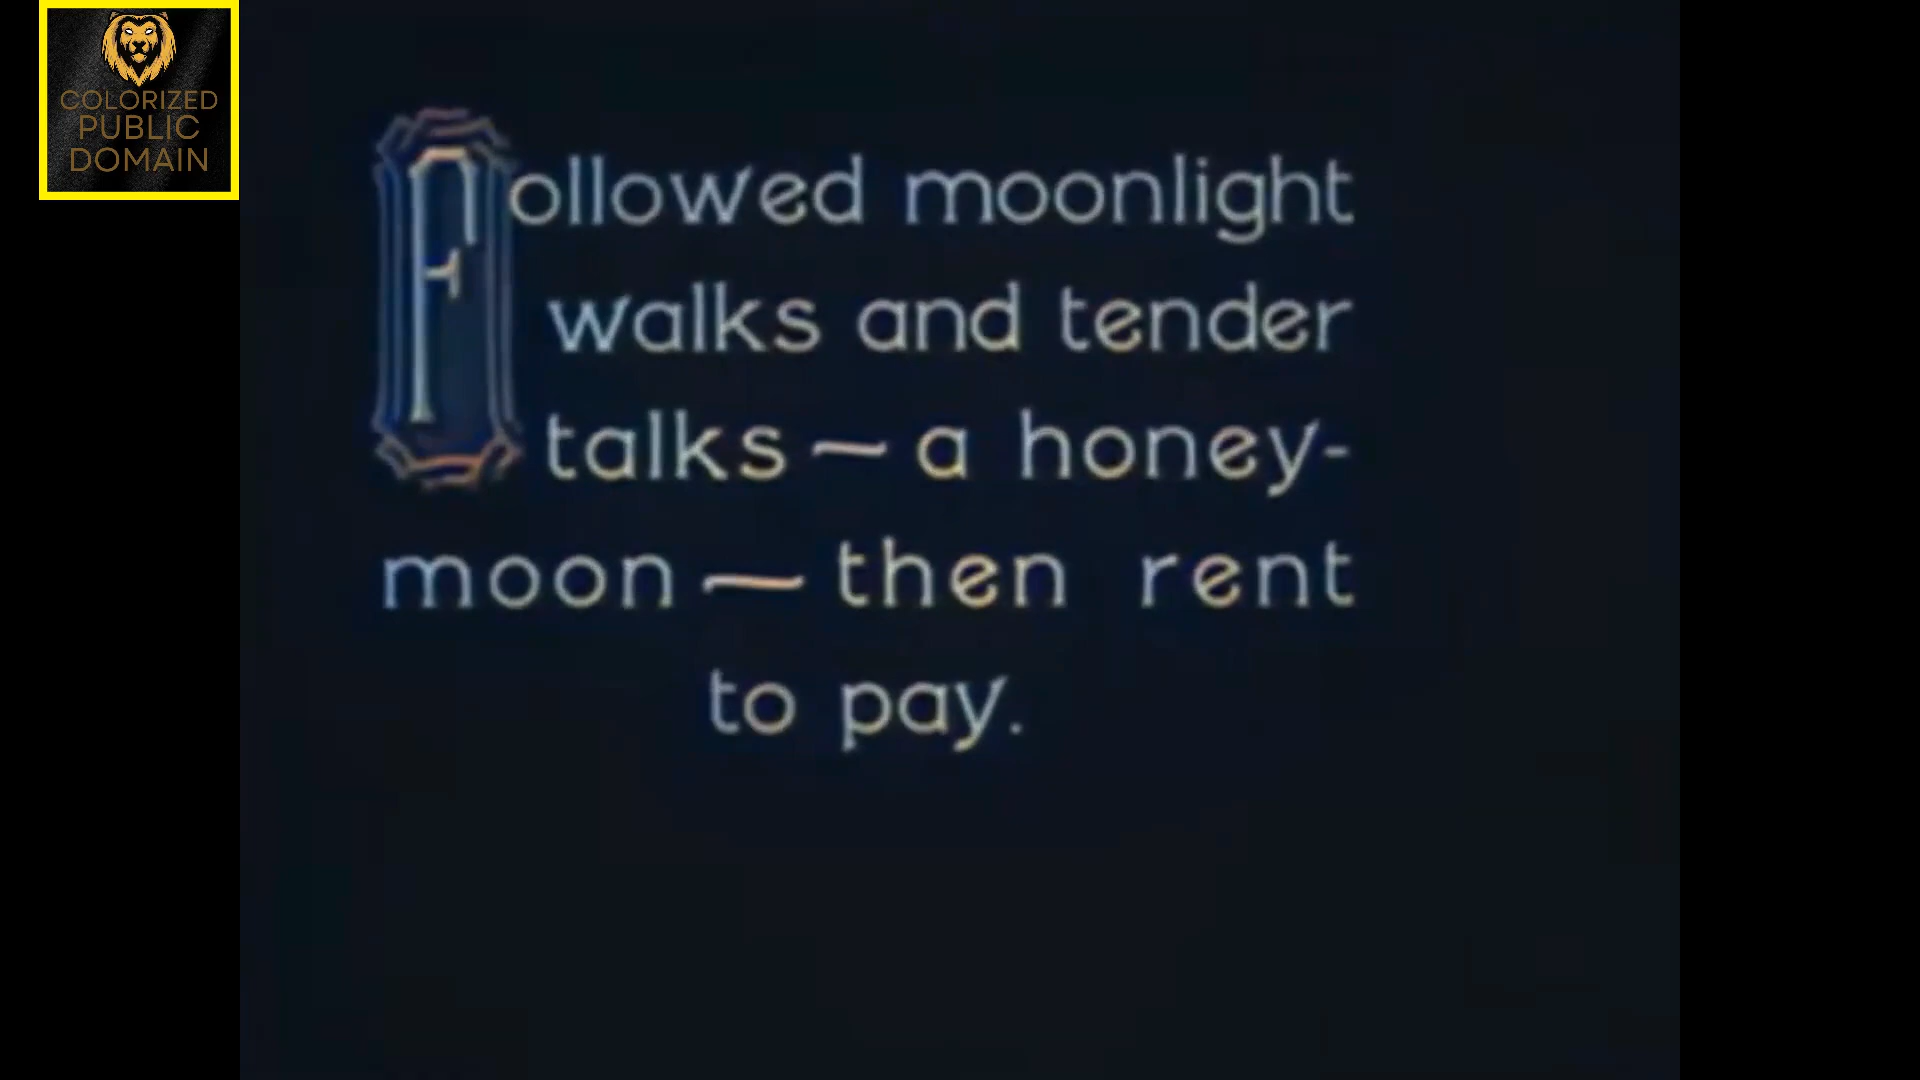 COLORIZED
PUBLIC
DOMAIN
Followed moonlight
walks and tender
talks — a honey-
moon — then rent
to pay.